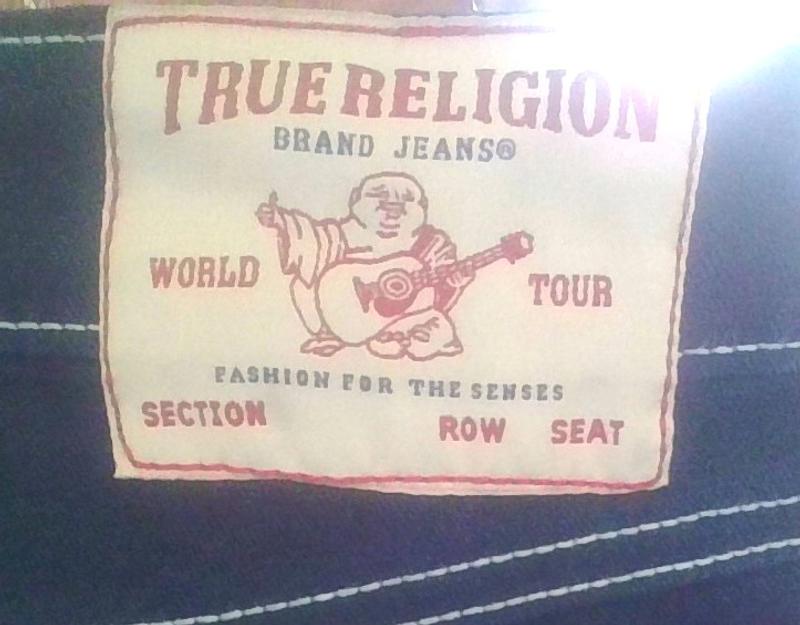 TRUE RELIGION
BRAND JEANS®
WORLD TOUR
FASHION FOR THE SENSES
SECTION ROW SEAT